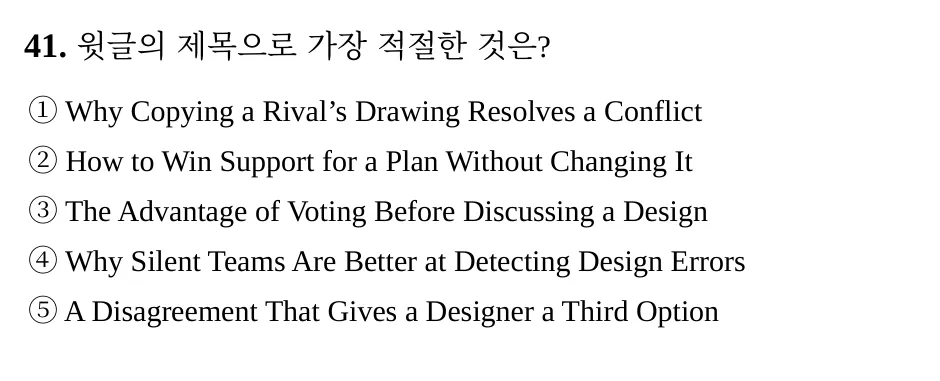 41. 윗글의 제목으로 가장 적절한 것은?
① Why Copying a Rival’s Drawing Resolves a Conflict
② How to Win Support for a Plan Without Changing It
③ The Advantage of Voting Before Discussing a Design
④ Why Silent Teams Are Better at Detecting Design Errors
⑤ A Disagreement That Gives a Designer a Third Option